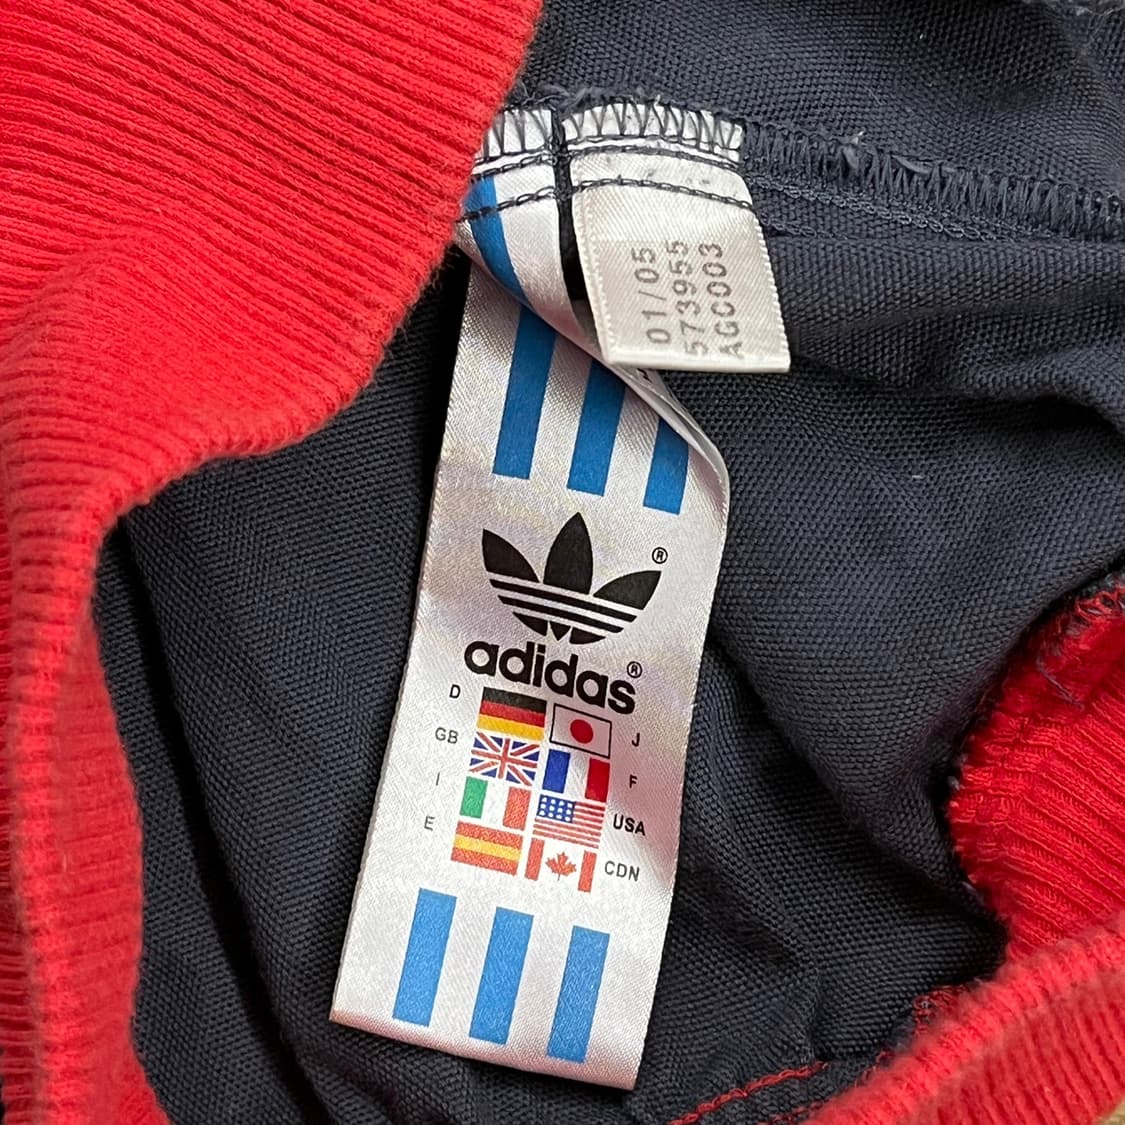 01/05
573955
AGC003
®
adidas®
D
J
GB
F
I
USA
E
CDN